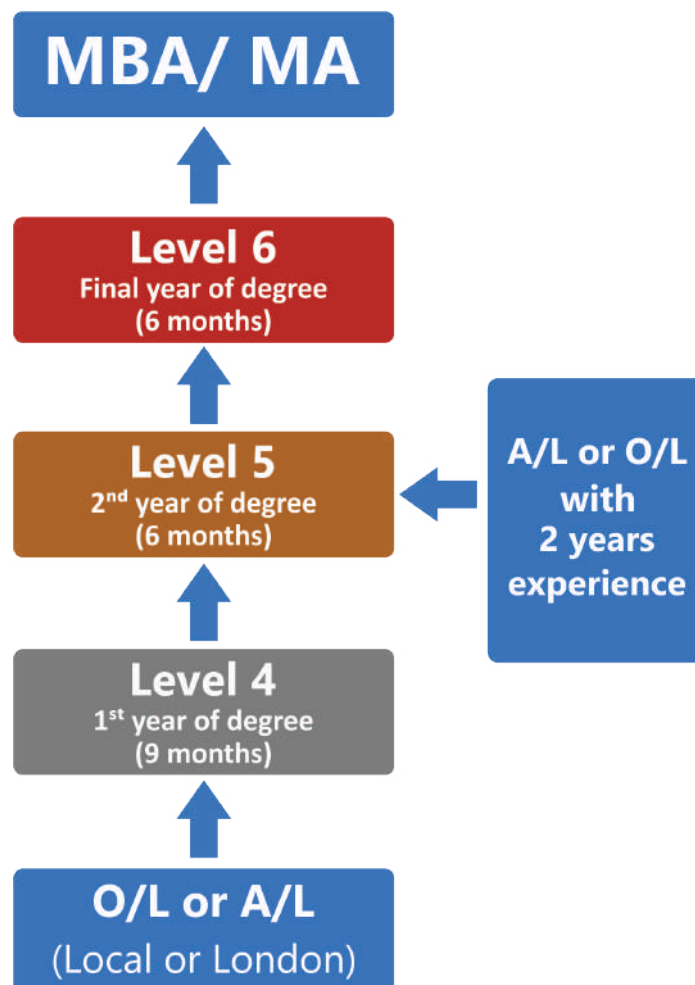 MBA/ MA
Level 6
Final year of degree
(6 months)
Level 5
2nd year of degree
(6 months)
A/L or O/L
with
2 years
experience
Level 4
1st year of degree
(9 months)
O/L or A/L
(Local or London)